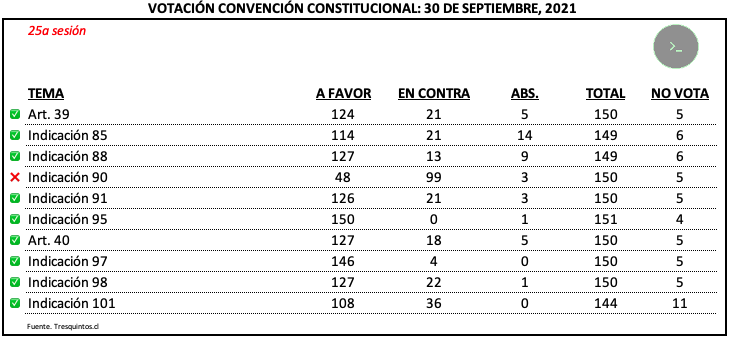 VOTACIÓN CONVENCIÓN CONSTITUCIONAL: 30 DE SEPTIEMBRE, 2021
25a sesión
>_
TEMA A FAVOR EN CONTRA ABS. TOTAL NO VOTA
Art. 39 124 21 5 150 5
Indicación 85 114 21 14 149 6
Indicación 88 127 13 9 149 6
Indicación 90 48 99 3 150 5
Indicación 91 126 21 3 150 5
Indicación 95 150 0 1 151 4
Art. 40 127 18 5 150 5
Indicación 97 146 4 0 150 5
Indicación 98 127 22 1 150 5
Indicación 101 108 36 0 144 11
Fuente. Tresquintos.cl